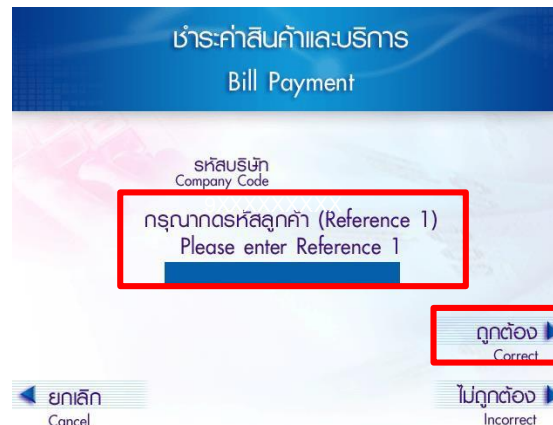 ชำระค่าสินค้าและบริการ
Bill Payment
รหัสบริษัท
Company Code
กรุณากดรหัสลูกค้า (Reference 1)
Please enter Reference 1
ถูกต้อง
Correct
ยกเลิก
Cancel
ไม่ถูกต้อง
Incorrect